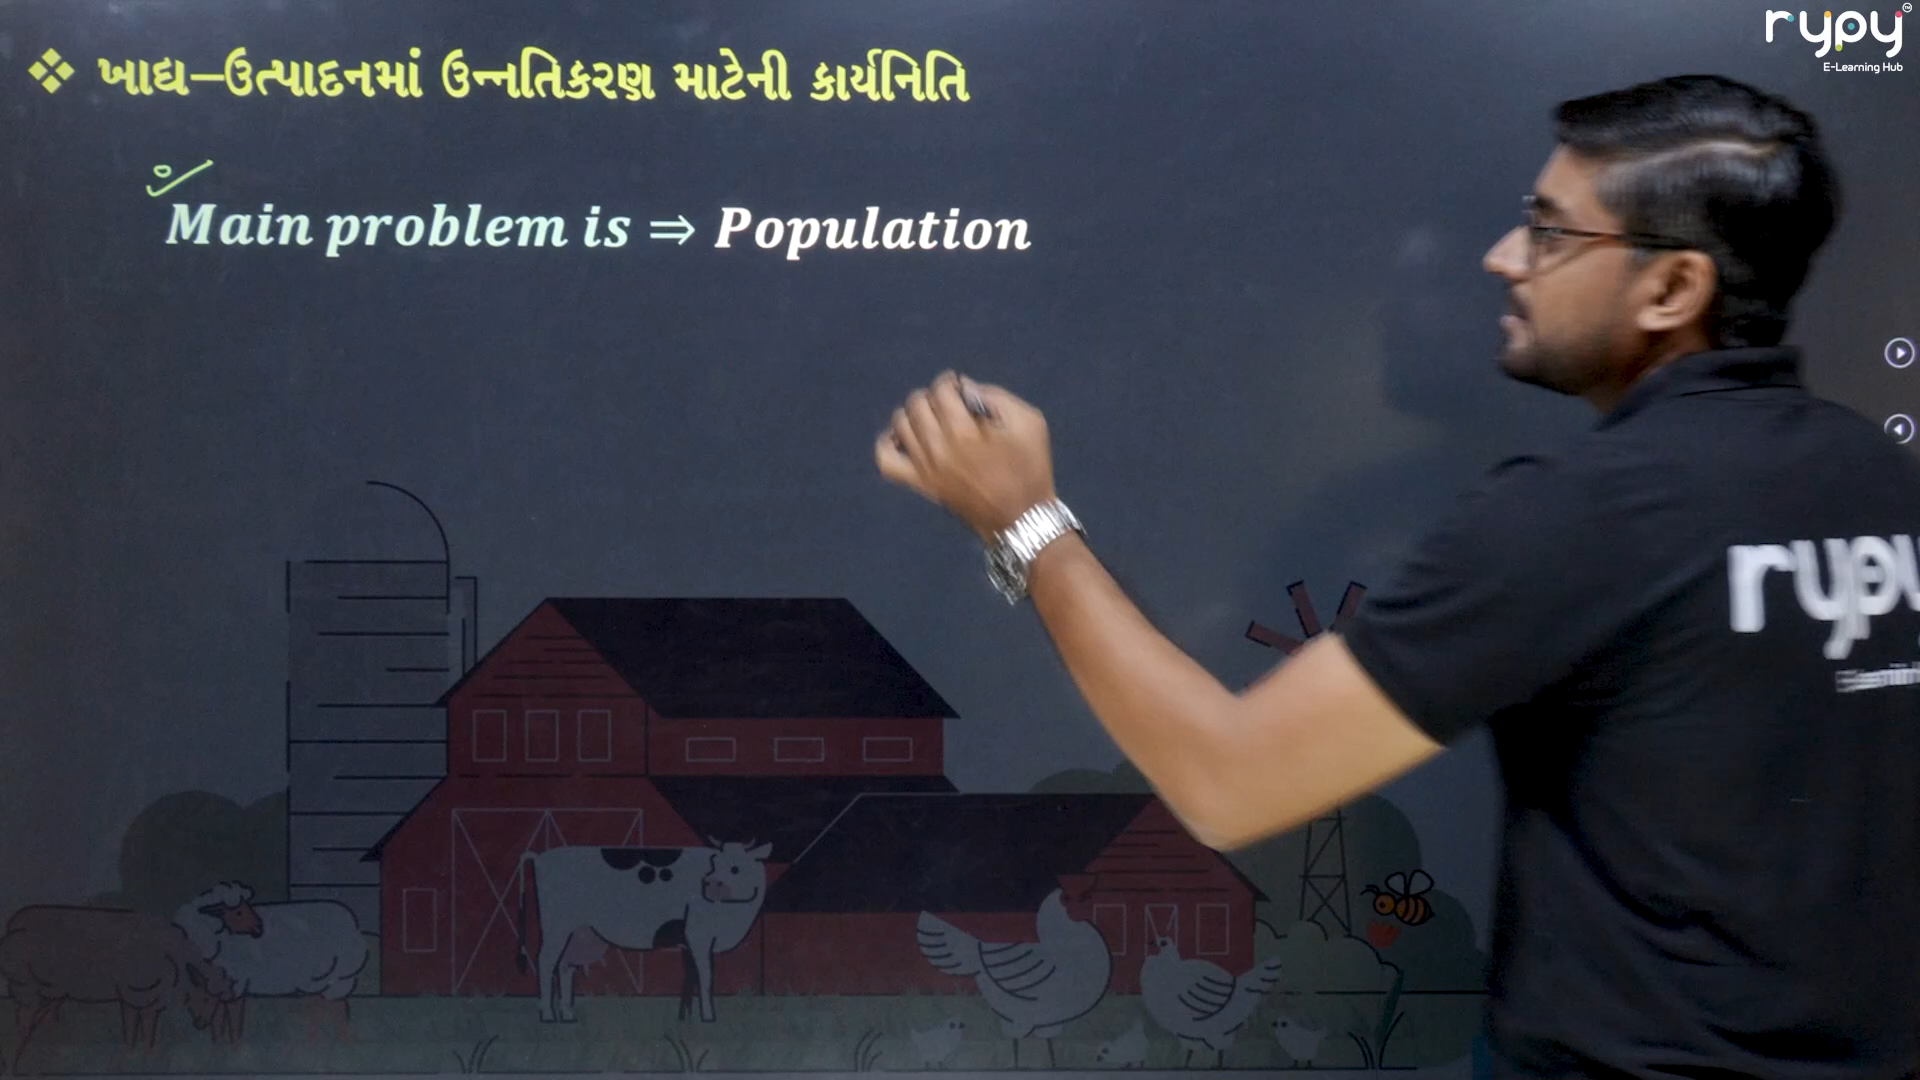 rypy
E-Learning Hub
❖ ખાદ્ય–ઉત્પાદનમાં ઉન્નતિકરણ માટેની કાર્યનિતિ
Main problem is ⇒ Population
rypy